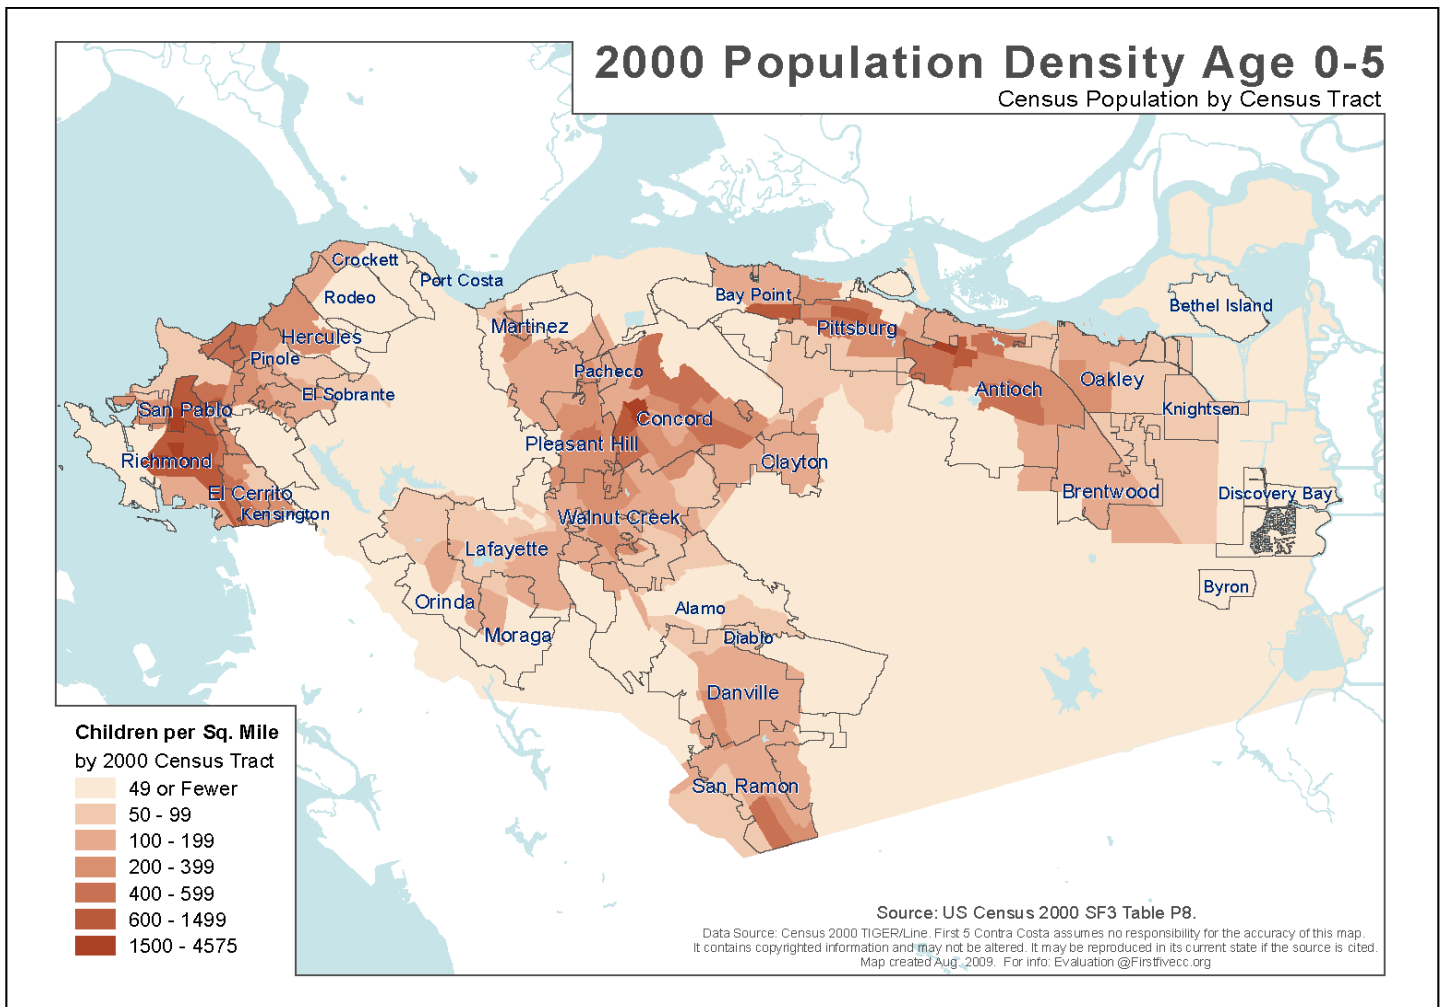 2000 Population Density Age 0-5
Census Population by Census Tract
Crockett
Port Costa
Rodeo
Bay Point
Bethel Island
Martinez
Pittsburg
Hercules
Pinole
Pacheco
Oakley
Antioch
El Sobrante
San Pablo
Knightsen
Concord
Pleasant Hill
Richmond
Clayton
El Cerrito
Brentwood
Discovery Bay
Kensington
Walnut Creek
Lafayette
Byron
Orinda
Alamo
Moraga
Diablo
Danville
San Ramon
Children per Sq. Mile
by 2000 Census Tract
49 or Fewer
50 - 99
100 - 199
200 - 399
400 - 599
600 - 1499
1500 - 4575
Source: US Census 2000 SF3 Table P8.
Data Source: Census 2000 TIGER/Line. First 5 Contra Costa assumes no responsibility for the accuracy of this map.
It contains copyrighted information and may not be altered. It may be reproduced in its current state if the source is cited.
Map created Aug. 2009. For info: Evaluation @Firstfivecc.org